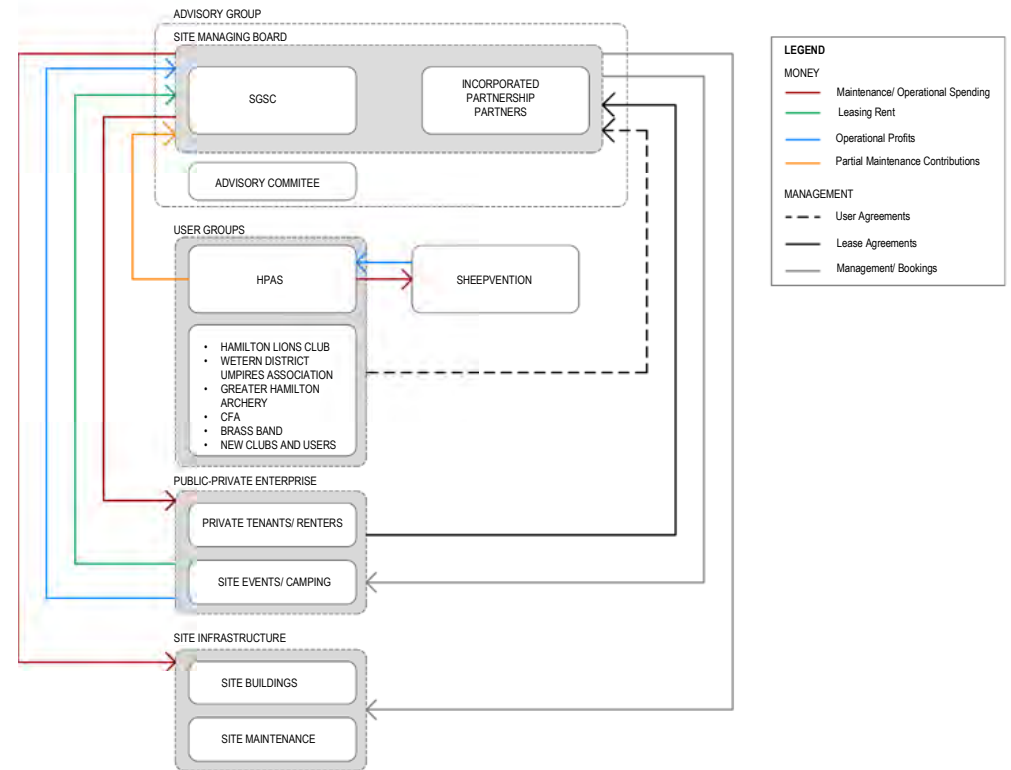 ADVISORY GROUP
SITE MANAGING BOARD
SGSC
INCORPORATED
PARTNERSHIP
PARTNERS
ADVISORY COMMITEE
USER GROUPS
HPAS
SHEEPVENTION
• HAMILTON LIONS CLUB
• WETERN DISTRICT
UMPIRES ASSOCIATION
• GREATER HAMILTON
ARCHERY
• CFA
• BRASS BAND
• NEW CLUBS AND USERS
PUBLIC-PRIVATE ENTERPRISE
PRIVATE TENANTS/ RENTERS
SITE EVENTS/ CAMPING
SITE INFRASTRUCTURE
SITE BUILDINGS
SITE MAINTENANCE
LEGEND
MONEY
Maintenance/ Operational Spending
Leasing Rent
Operational Profits
Partial Maintenance Contributions
MANAGEMENT
User Agreements
Lease Agreements
Management/ Bookings